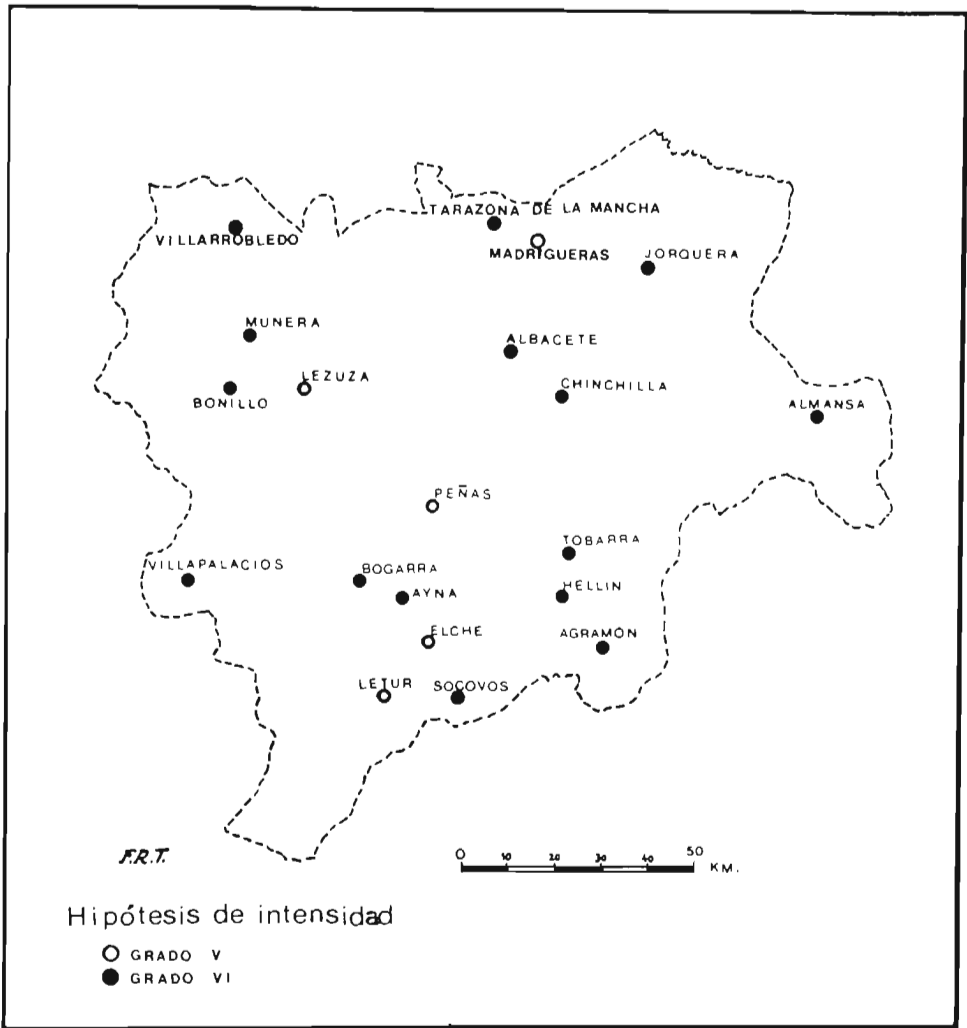 TARAZONA DE LA MANCHA
VILLARROBLEDO
MADRIGUERAS
JORQUERA
MUNERA
ALBACETE
LEZUZA
CHINCHILLA
BONILLO
ALMANSA
PEÑAS
TOBARRA
VILLAPALACIOS
BOGARRA
AYNA
HELLIN
ELCHE
AGRAMÓN
LETUR
SOCOVOS
F.R.T.
0 10 20 30 40 50
KM.
Hipótesis de intensidad
GRADO V
GRADO VI